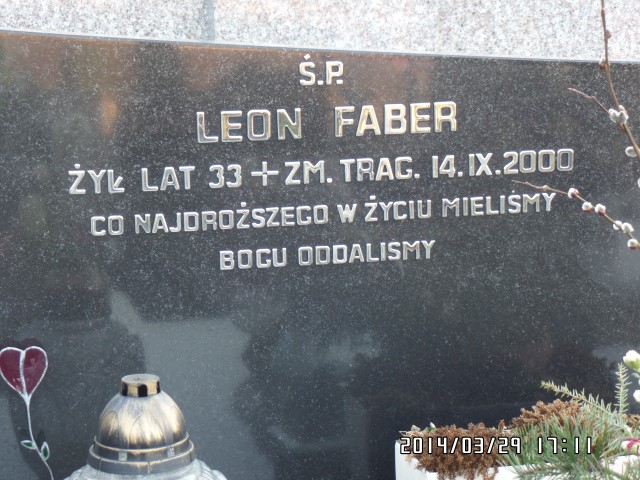 Ś.P.
LEON FABER
ŻYŁ LAT 33 + ZM. TRAG. 14.IX.2000
CO NAJDROŻSZEGO W ŻYCIU MIELIŚMY
BOGU ODDALISMY
2014/03/29 17:11